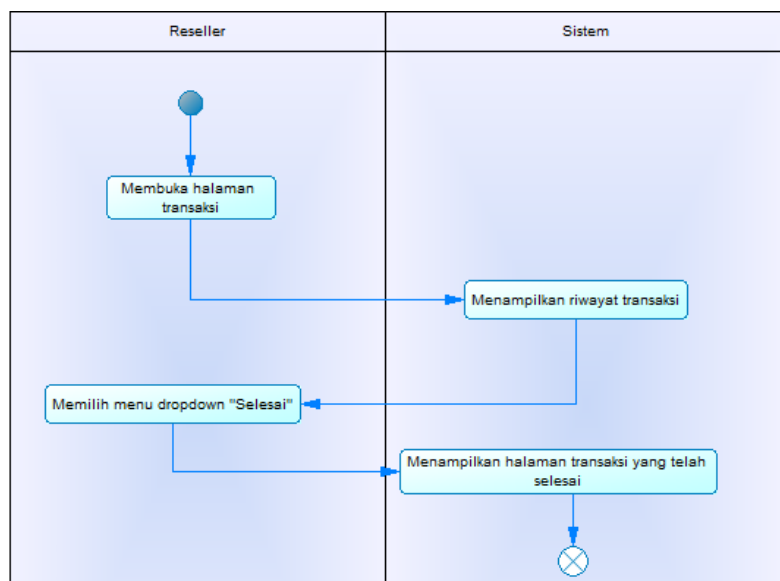 Reseller
Sistem
Membuka halaman
transaksi
Menampilkan riwayat transaksi
Memilih menu dropdown "Selesai"
Menampilkan halaman transaksi yang telah
selesai